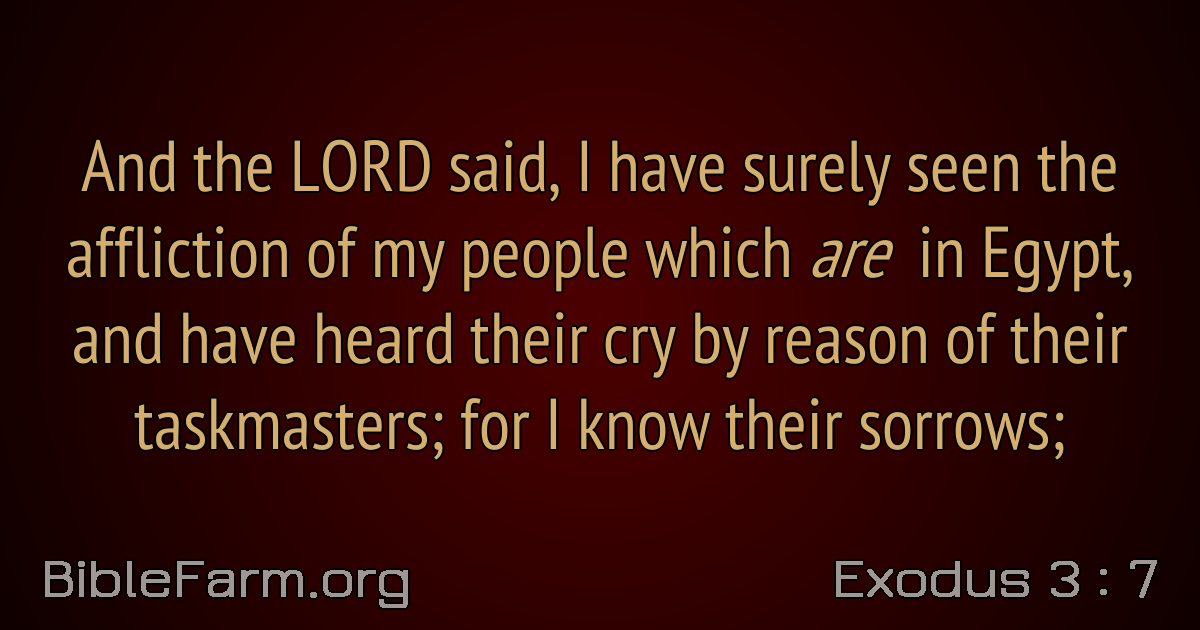 And the LORD said, I have surely seen the
affliction of my people which are in Egypt,
and have heard their cry by reason of their
taskmasters; for I know their sorrows;
BibleFarm.org
Exodus 3 : 7